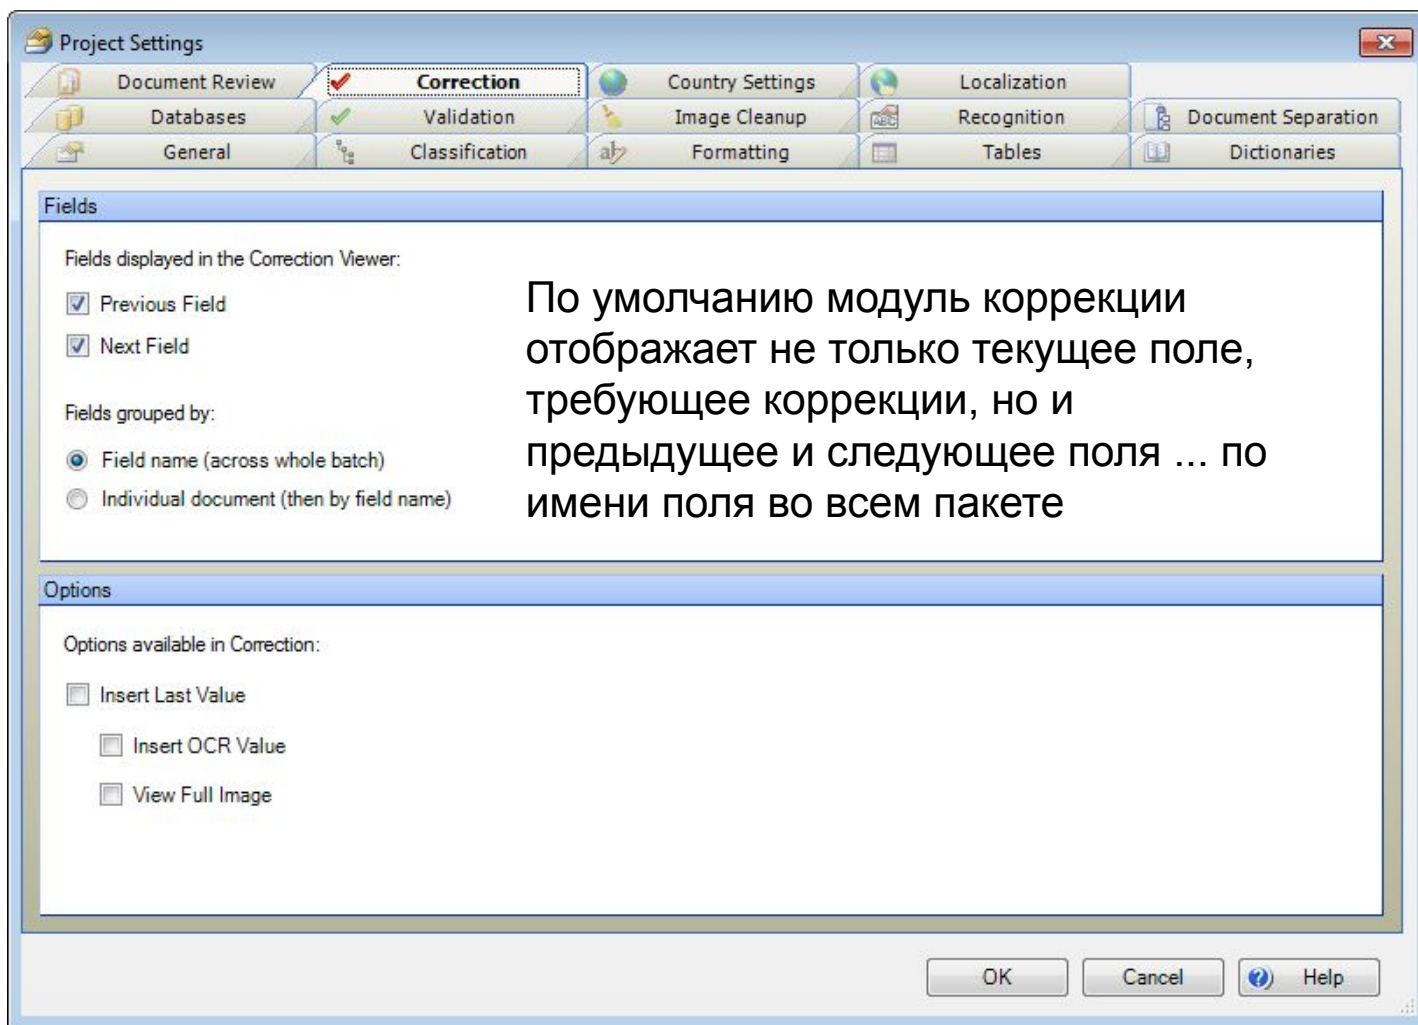 Project Settings
Document Review Correction Country Settings Localization
Databases Validation Image Cleanup Recognition Document Separation
General Classification Formatting Tables Dictionaries
Fields
Fields displayed in the Correction Viewer:
Previous Field
Next Field
Fields grouped by:
Field name (across whole batch)
Individual document (then by field name)
По умолчанию модуль коррекции
отображает не только текущее поле,
требующее коррекции, но и
предыдущее и следующее поля ... по
имени поля во всем пакете
Options
Options available in Correction:
Insert Last Value
Insert OCR Value
View Full Image
OK Cancel Help